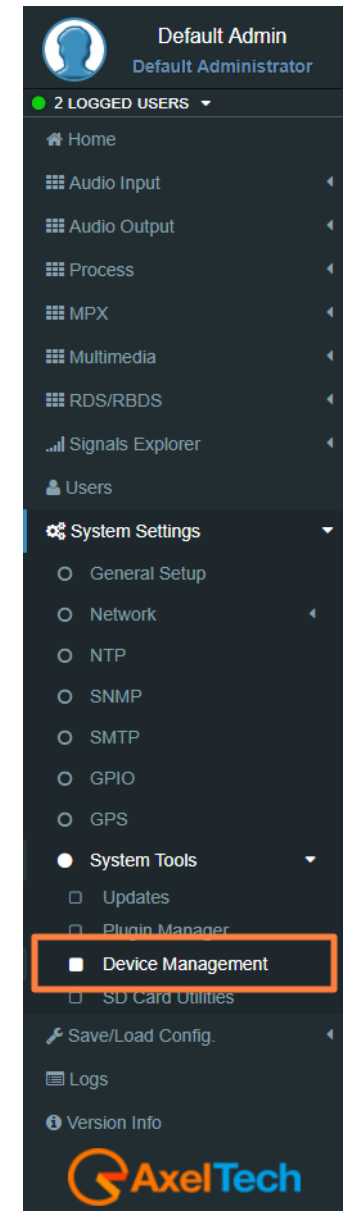 Default Admin
Default Administrator
2 LOGGED USERS
Home
Audio Input
Audio Output
Process
MPX
Multimedia
RDS/RBDS
Signals Explorer
Users
System Settings
General Setup
Network
NTP
SNMP
SMTP
GPIO
GPS
System Tools
Updates
Plugin Manager
Device Management
SD Card Utilities
Save/Load Config.
Logs
Version Info
AxelTech